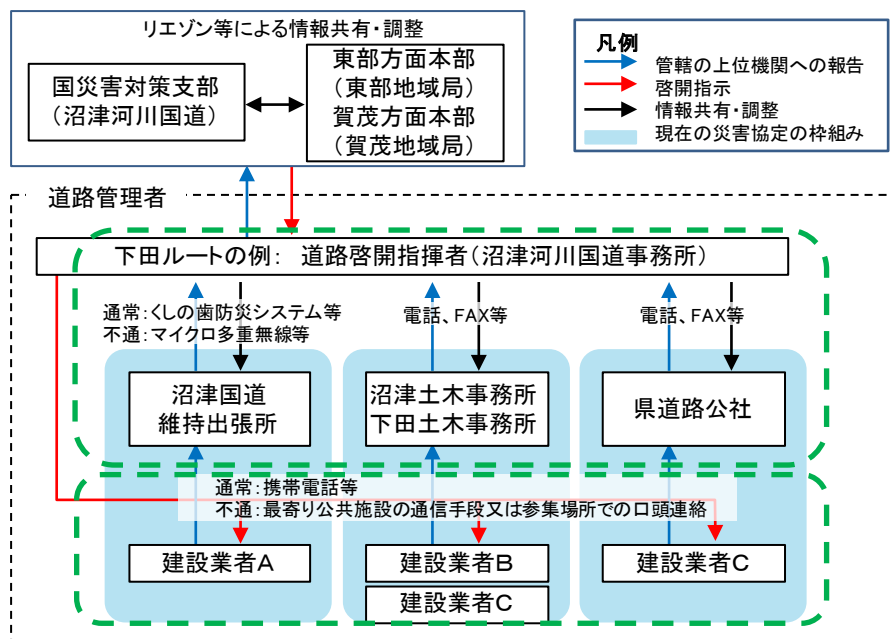 リエゾン等による情報共有・調整
国災害対策支部
(沼津河川国道)
東部方面本部
(東部地域局)
賀茂方面本部
(賀茂地域局)
凡例
管轄の上位機関への報告
啓開指示
情報共有・調整
現在の災害協定の枠組み
道路管理者
下田ルートの例: 道路啓開指揮者(沼津河川国道事務所)
通常:くしの歯防災システム等
不通:マイクロ多重無線等
電話、FAX等
電話、FAX等
沼津国道
維持出張所
沼津土木事務所
下田土木事務所
県道路公社
通常:携帯電話等
不通:最寄り公共施設の通信手段又は参集場所での口頭連絡
建設業者A
建設業者B
建設業者C
建設業者C